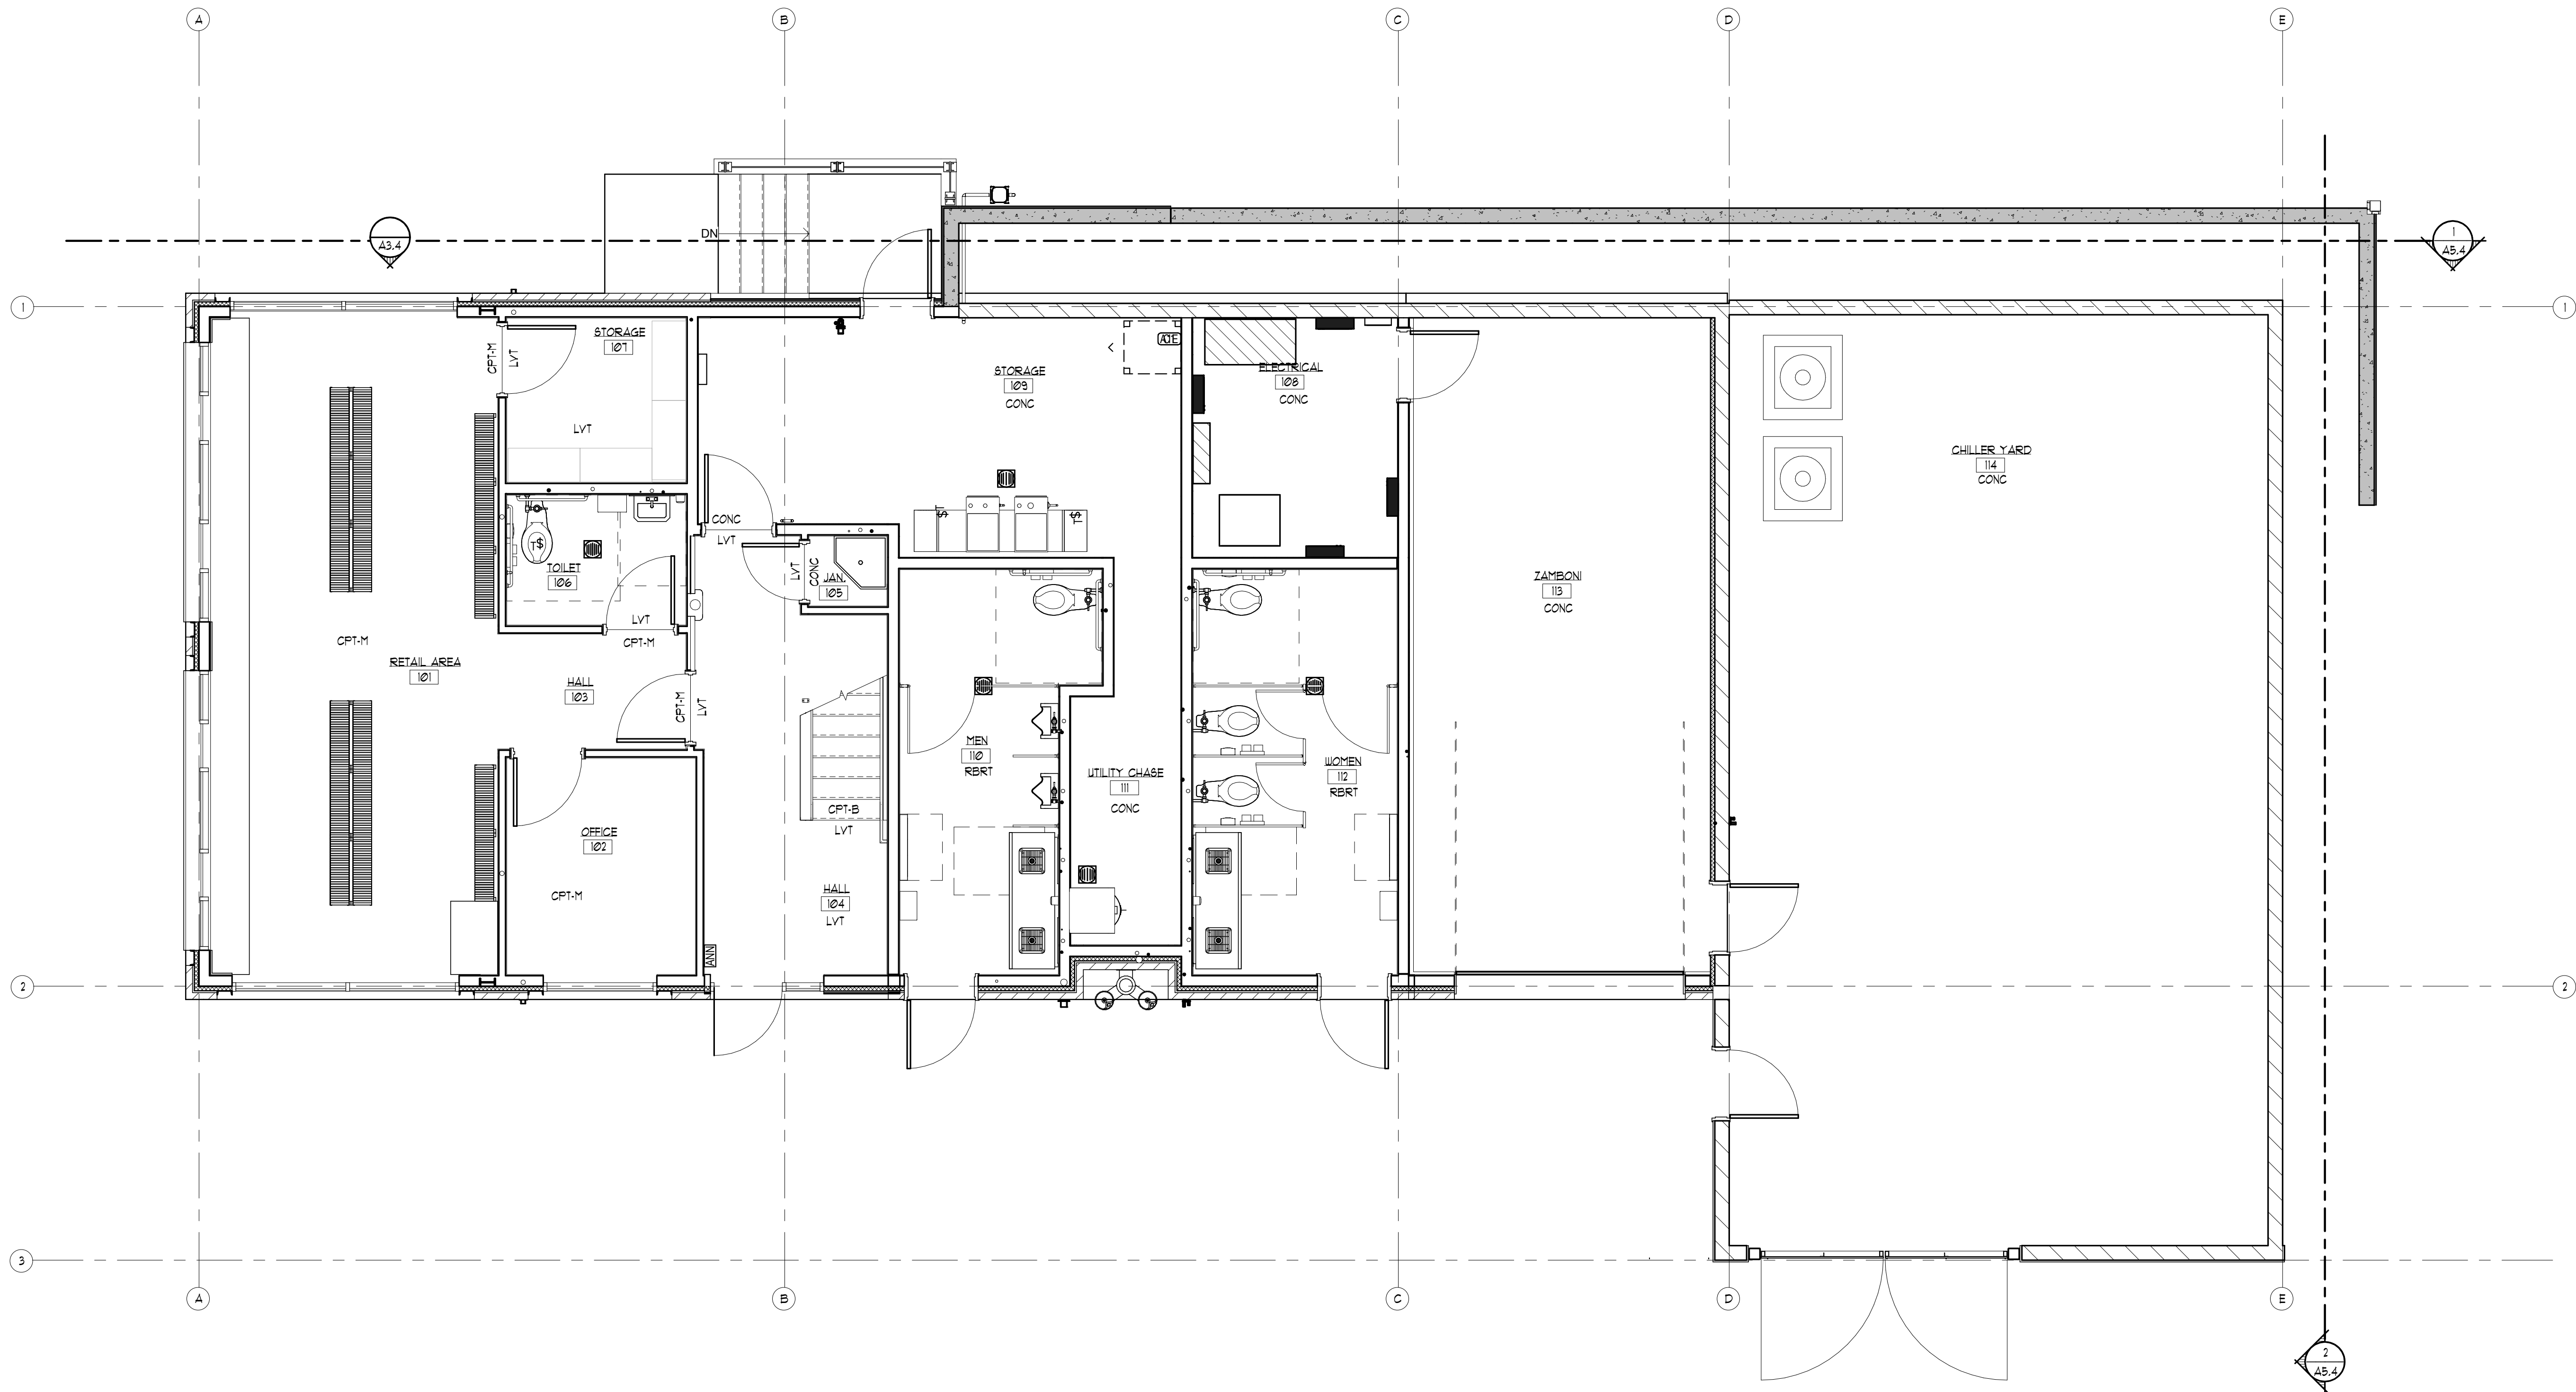 A B C D E
DN
A3.4
1
A5.4
1 1
STORAGE
107
CPT-M
LVT
LVT
STORAGE
109
CONC
ELECTRICAL
108
CONC
CHILLER YARD
114
CONC
CONC
LVT
TOILET
106
LVT
CPT-M
LVT
CONC
JAN.
105
$T
T$
T$
ZAMBONI
113
CONC
CPT-M
RETAIL AREA
101
HALL
103
CPT-M
LVT
MEN
110
RBRT
UTILITY CHASE
111
CONC
WOMEN
112
RBRT
CPT-B
LVT
OFFICE
102
CPT-M
HALL
104
LVT
ANN
2 2
3
A B C D E
2
A5.4